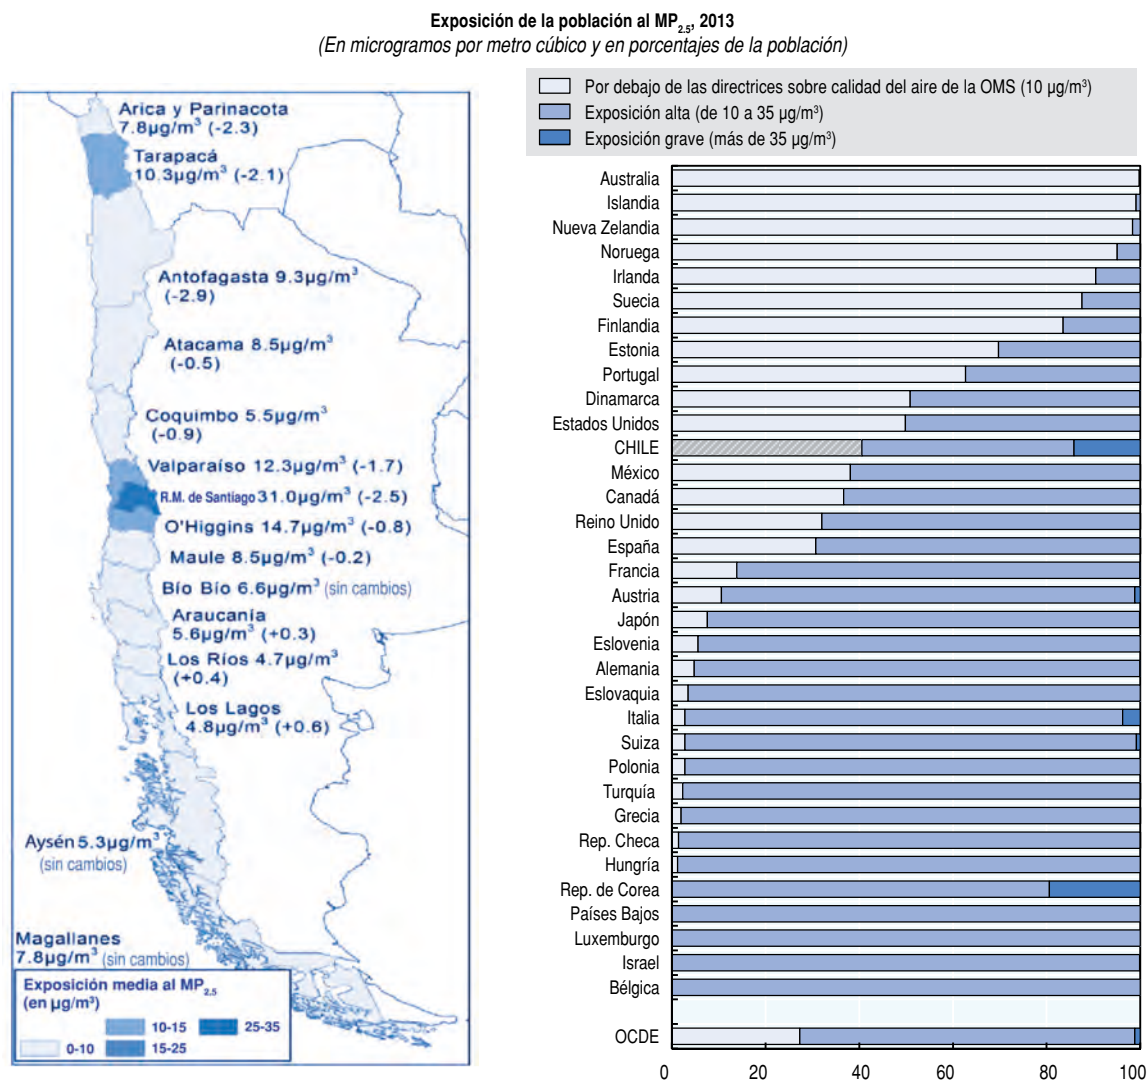 Exposición de la población al MP2.5, 2013
(En microgramos por metro cúbico y en porcentajes de la población)
Arica y Parinacota
7.8µg/m³ (-2.3)
Tarapacá
10.3µg/m³ (-2.1)
Antofagasta 9.3µg/m³
(-2.9)
Atacama 8.5µg/m³
(-0.5)
Coquimbo 5.5µg/m³
(-0.9)
Valparaíso 12.3µg/m³ (-1.7)
R.M. de Santiago 31.0µg/m³ (-2.5)
O'Higgins 14.7µg/m³ (-0.8)
Maule 8.5µg/m³ (-0.2)
Bío Bío 6.6µg/m³ (sin cambios)
Araucanía
5.6µg/m³ (+0.3)
Los Ríos 4.7µg/m³
(+0.4)
Los Lagos
4.8µg/m³ (+0.6)
Aysén 5.3µg/m³
(sin cambios)
Magallanes
7.8µg/m³ (sin cambios)
Exposición media al MP2.5
(en µg/m³)
10-15
25-35
0-10
15-25
Por debajo de las directrices sobre calidad del aire de la OMS (10 µg/m³)
Exposición alta (de 10 a 35 µg/m³)
Exposición grave (más de 35 µg/m³)
Australia
Islandia
Nueva Zelandia
Noruega
Irlanda
Suecia
Finlandia
Estonia
Portugal
Dinamarca
Estados Unidos
CHILE
México
Canadá
Reino Unido
España
Francia
Austria
Japón
Eslovenia
Alemania
Eslovaquia
Italia
Suiza
Polonia
Turquía
Grecia
Rep. Checa
Hungría
Rep. de Corea
Países Bajos
Luxemburgo
Israel
Bélgica
OCDE
0 20 40 60 80 100